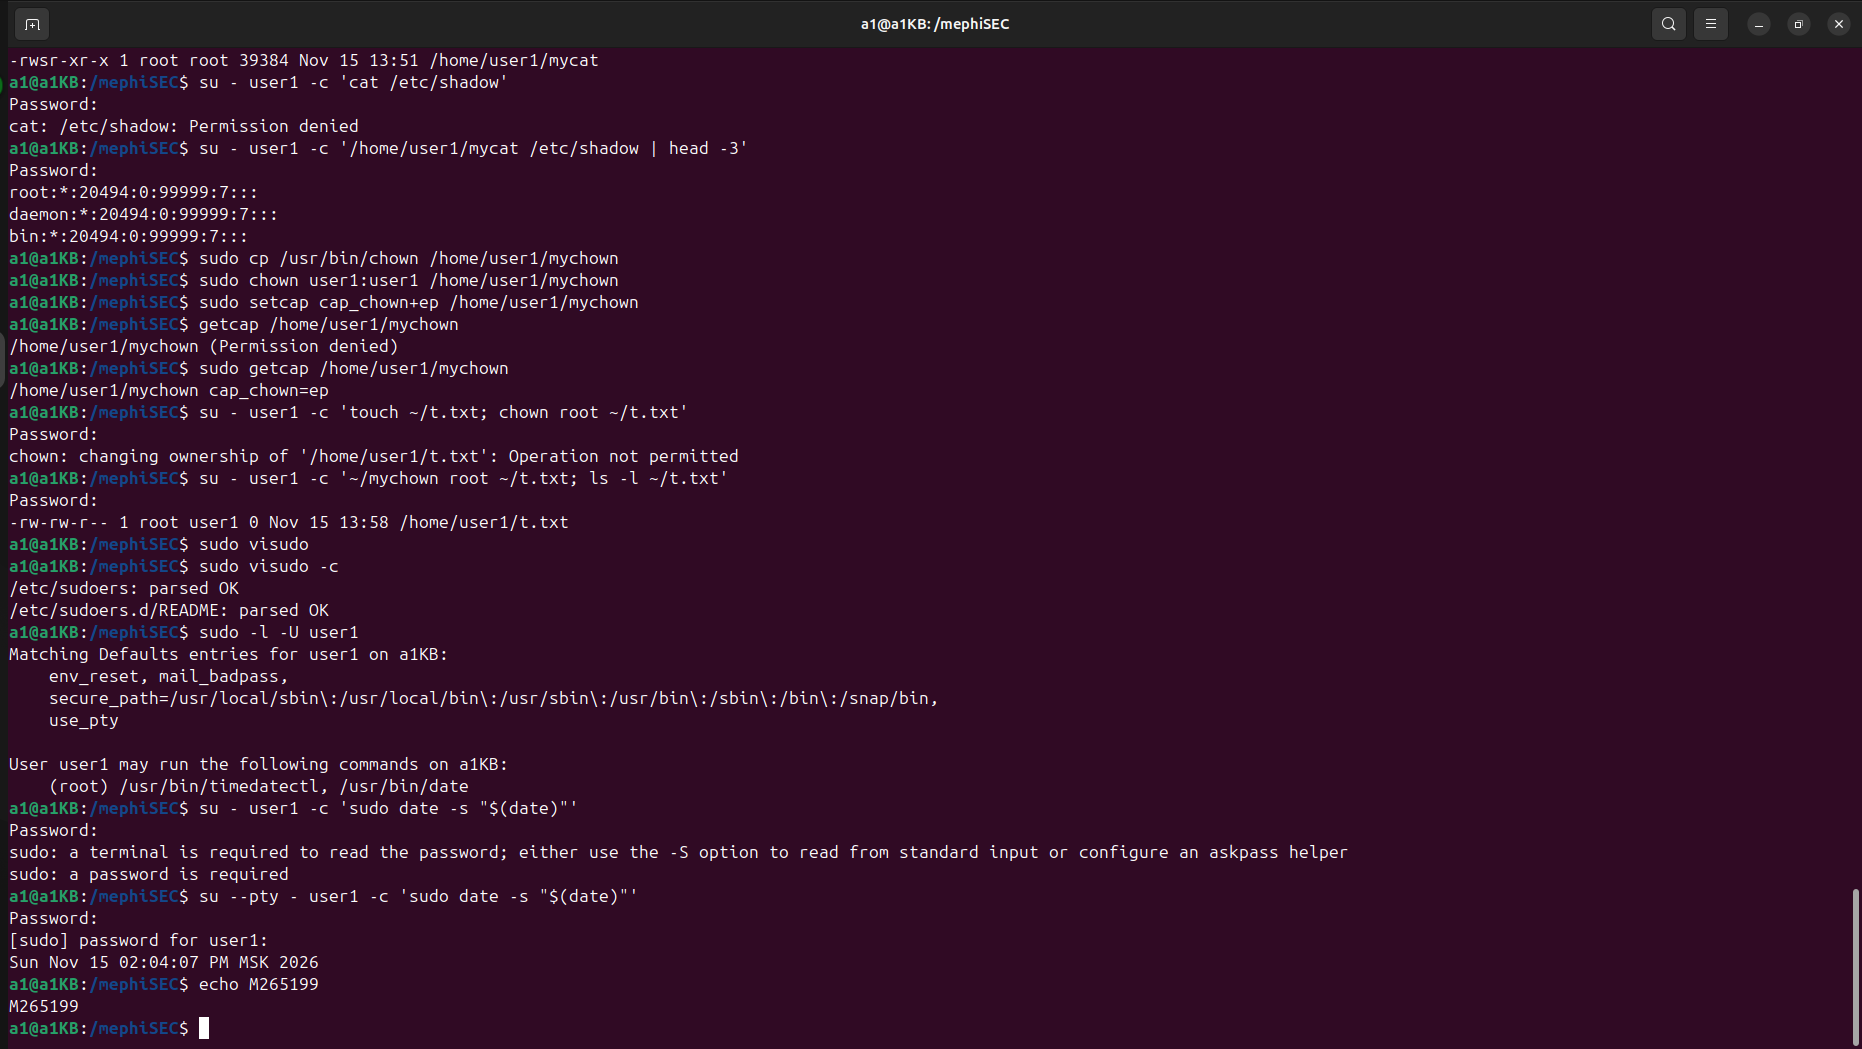 a1@a1KB: /mephiSEC
-rwsr-xr-x 1 root root 39384 Nov 15 13:51 /home/user1/mycat
a1@a1KB:/mephiSEC$ su - user1 -c 'cat /etc/shadow'
Password:
cat: /etc/shadow: Permission denied
a1@a1KB:/mephiSEC$ su - user1 -c '/home/user1/mycat /etc/shadow | head -3'
Password:
root:*:20494:0:99999:7:::
daemon:*:20494:0:99999:7:::
bin:*:20494:0:99999:7:::
a1@a1KB:/mephiSEC$ sudo cp /usr/bin/chown /home/user1/mychown
a1@a1KB:/mephiSEC$ sudo chown user1:user1 /home/user1/mychown
a1@a1KB:/mephiSEC$ sudo setcap cap_chown+ep /home/user1/mychown
a1@a1KB:/mephiSEC$ getcap /home/user1/mychown
/home/user1/mychown (Permission denied)
a1@a1KB:/mephiSEC$ sudo getcap /home/user1/mychown
/home/user1/mychown cap_chown=ep
a1@a1KB:/mephiSEC$ su - user1 -c 'touch ~/t.txt; chown root ~/t.txt'
Password:
chown: changing ownership of '/home/user1/t.txt': Operation not permitted
a1@a1KB:/mephiSEC$ su - user1 -c '~/mychown root ~/t.txt; ls -l ~/t.txt'
Password:
-rw-rw-r-- 1 root user1 0 Nov 15 13:58 /home/user1/t.txt
a1@a1KB:/mephiSEC$ sudo visudo
a1@a1KB:/mephiSEC$ sudo visudo -c
/etc/sudoers: parsed OK
/etc/sudoers.d/README: parsed OK
a1@a1KB:/mephiSEC$ sudo -l -U user1
Matching Defaults entries for user1 on a1KB:
    env_reset, mail_badpass,
    secure_path=/usr/local/sbin\:/usr/local/bin\:/usr/sbin\:/usr/bin\:/sbin\:/bin\:/snap/bin,
    use_pty
User user1 may run the following commands on a1KB:
    (root) /usr/bin/timedatectl, /usr/bin/date
a1@a1KB:/mephiSEC$ su - user1 -c 'sudo date -s "$(date)"'
Password:
sudo: a terminal is required to read the password; either use the -S option to read from standard input or configure an askpass helper
sudo: a password is required
a1@a1KB:/mephiSEC$ su --pty - user1 -c 'sudo date -s "$(date)"'
Password:
[sudo] password for user1:
Sun Nov 15 02:04:07 PM MSK 2026
a1@a1KB:/mephiSEC$ echo M265199
M265199
a1@a1KB:/mephiSEC$